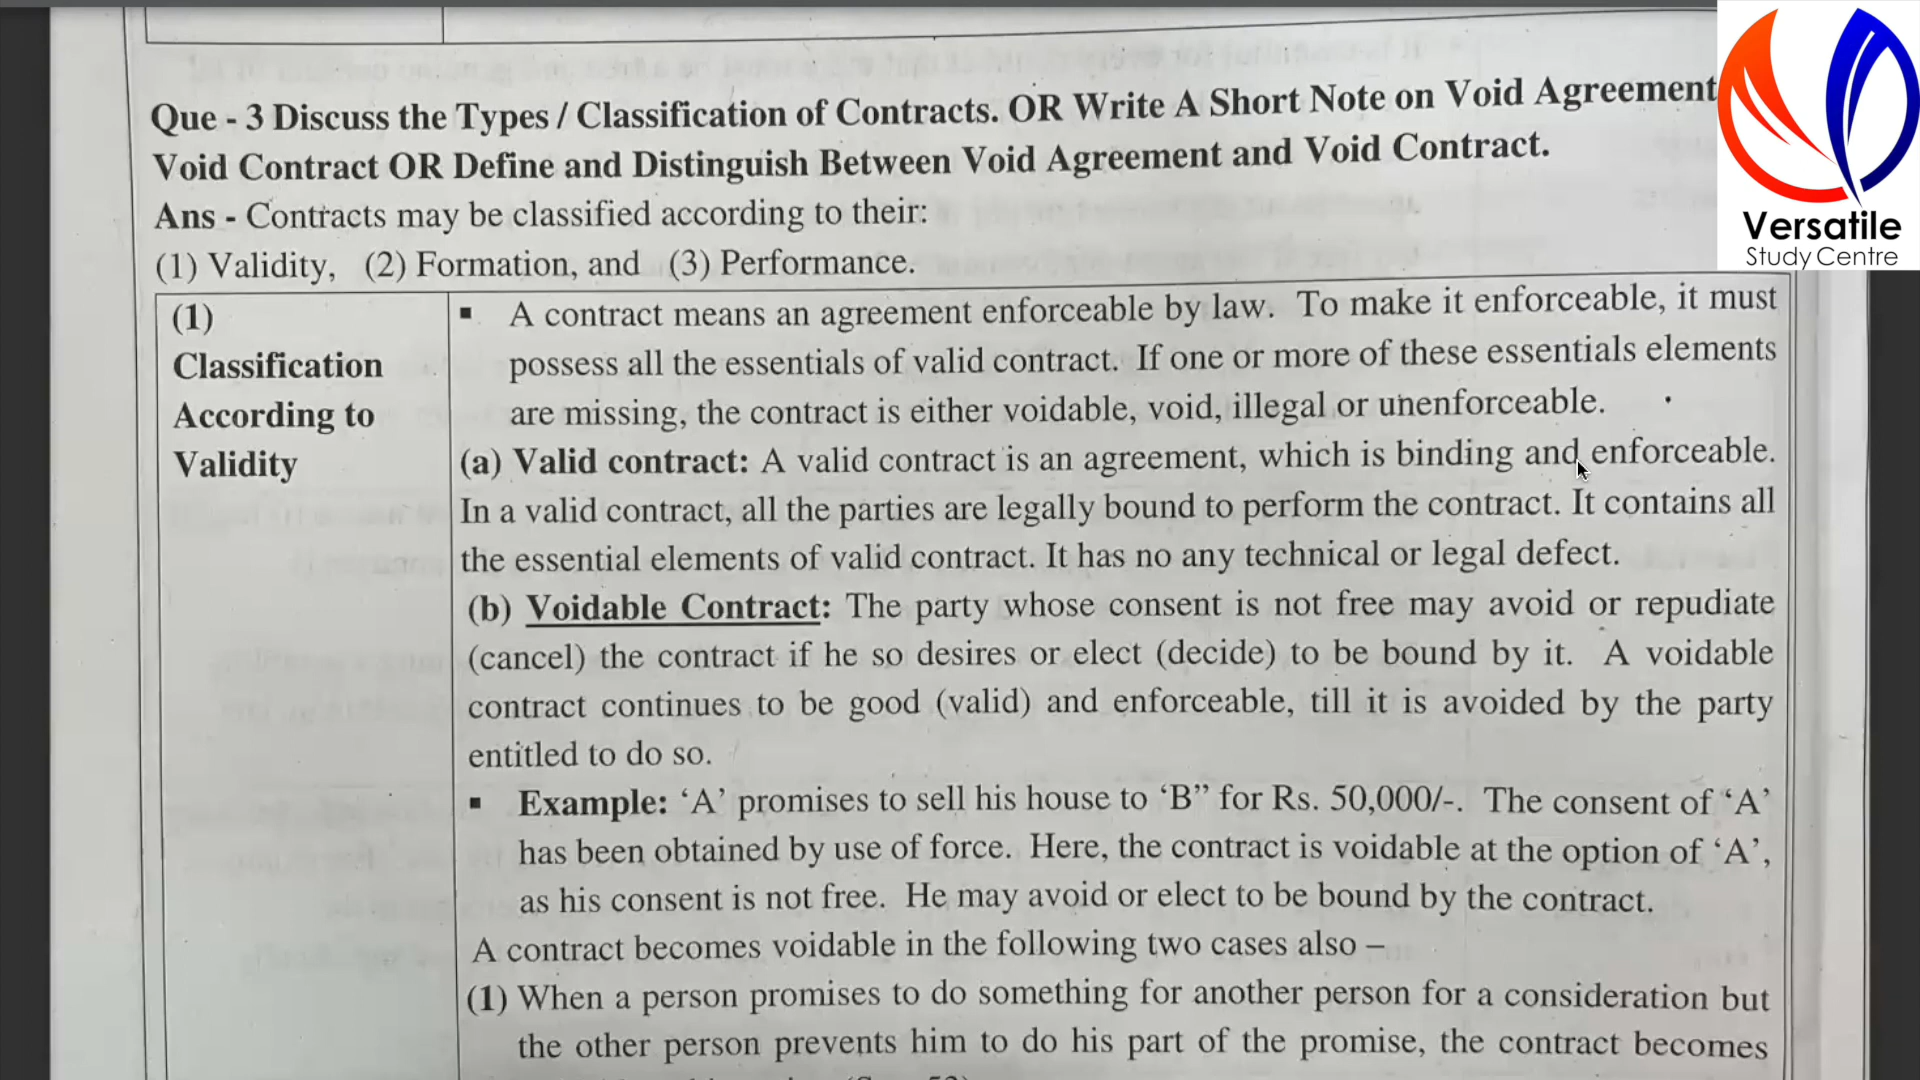 Que - 3 Discuss the Types / Classification of Contracts. OR Write A Short Note on Void Agreement
Void Contract OR Define and Distinguish Between Void Agreement and Void Contract.
Ans - Contracts may be classified according to their:
(1) Validity, (2) Formation, and (3) Performance.
(1)
Classification
According to
Validity
▪ A contract means an agreement enforceable by law. To make it enforceable, it must
possess all the essentials of valid contract. If one or more of these essentials elements
are missing, the contract is either voidable, void, illegal or unenforceable.
(a) Valid contract: A valid contract is an agreement, which is binding and enforceable.
In a valid contract, all the parties are legally bound to perform the contract. It contains all
the essential elements of valid contract. It has no any technical or legal defect.
(b) Voidable Contract: The party whose consent is not free may avoid or repudiate
(cancel) the contract if he so desires or elect (decide) to be bound by it. A voidable
contract continues to be good (valid) and enforceable, till it is avoided by the party
entitled to do so.
▪ Example: ‘A’ promises to sell his house to ‘B” for Rs. 50,000/-. The consent of ‘A’
has been obtained by use of force. Here, the contract is voidable at the option of ‘A’,
as his consent is not free. He may avoid or elect to be bound by the contract.
A contract becomes voidable in the following two cases also –
(1) When a person promises to do something for another person for a consideration but
the other person prevents him to do his part of the promise, the contract becomes
Versatile
Study Centre